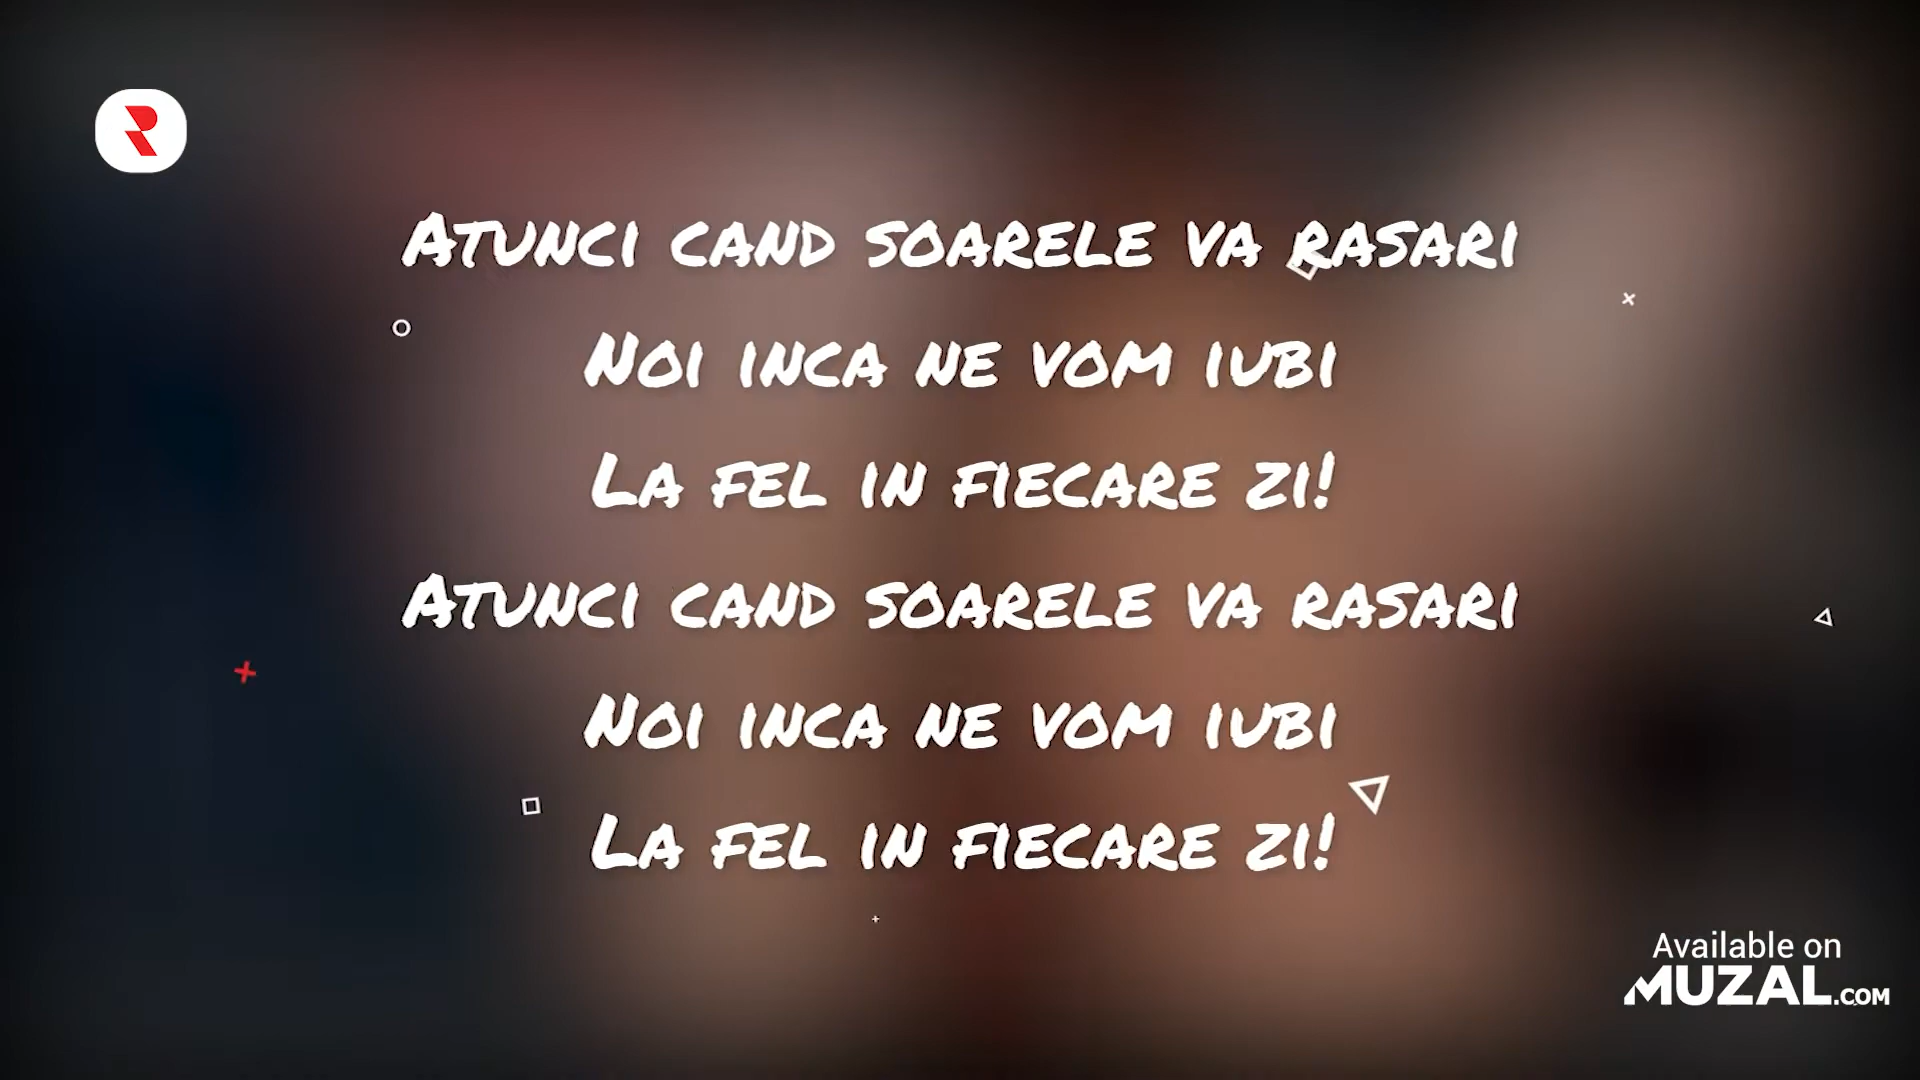 Atunci cand soarele va rasari
Noi inca ne vom iubi
La fel in fiecare zi!
Atunci cand soarele va rasari
Noi inca ne vom iubi
La fel in fiecare zi!
Available on
MUZAL.COM